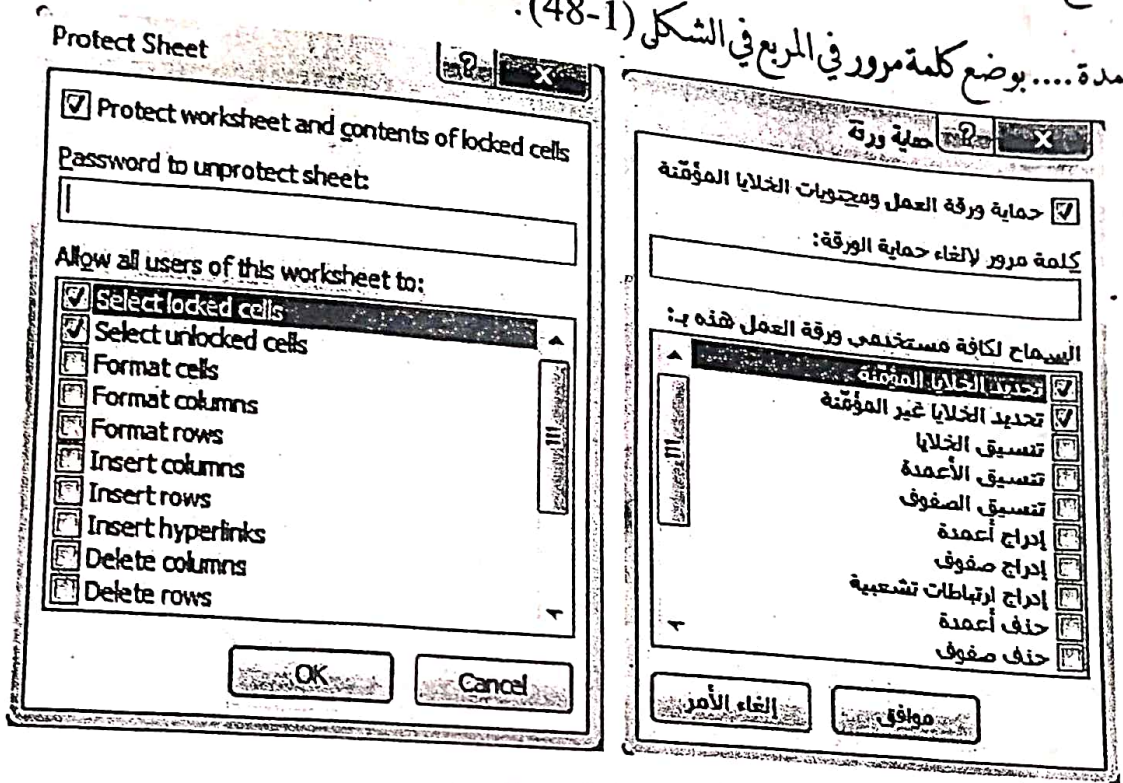 مدة .... بوضع كلمة مرور في المربع في الشكل (1-48).
Protect Sheet
Protect worksheet and contents of locked cells
Password to unprotect sheet:
Allow all users of this worksheet to:
Select locked cells
Select unlocked cells
Format cells
Format columns
Format rows
Insert columns
Insert rows
Insert hyperlinks
Delete columns
Delete rows
OK
Cancel
حماية ورقة
حماية ورقة العمل ومحتويات الخلايا المؤمّنة
كلمة مرور لإلغاء حماية الورقة:
السماح لكافة مستخدمي ورقة العمل هذه بـ:
تحديد الخلايا المؤمّنة
تحديد الخلايا غير المؤمّنة
تنسيق الخلايا
تنسيق الأعمدة
تنسيق الصفوف
إدراج أعمدة
إدراج صفوف
إدراج ارتباطات تشعبية
حذف أعمدة
حذف صفوف
موافق
إلغاء الأمر